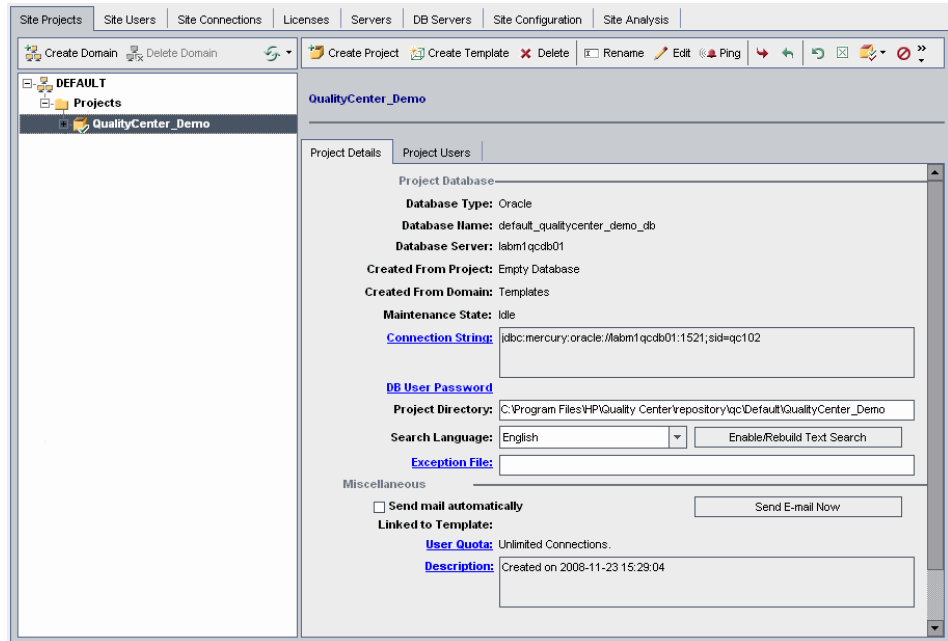 Site Projects Site Users Site Connections Licenses Servers DB Servers Site Configuration Site Analysis
Create Domain Delete Domain Create Project Create Template Delete Rename Edit Ping
DEFAULT
Projects
QualityCenter_Demo
QualityCenter_Demo
Project Details Project Users
Project Database
Database Type: Oracle
Database Name: default_qualitycenter_demo_db
Database Server: labm1qcdb01
Created From Project: Empty Database
Created From Domain: Templates
Maintenance State: Idle
Connection String: jdbc:mercury:oracle://labm1qcdb01:1521;sid=qc102
DB User Password
Project Directory: C:\Program Files\HP\Quality Center\repository\qc\Default\QualityCenter_Demo
Search Language: English Enable/Rebuild Text Search
Exception File:
Miscellaneous
Send mail automatically Send E-mail Now
Linked to Template:
User Quota: Unlimited Connections.
Description: Created on 2008-11-23 15:29:04